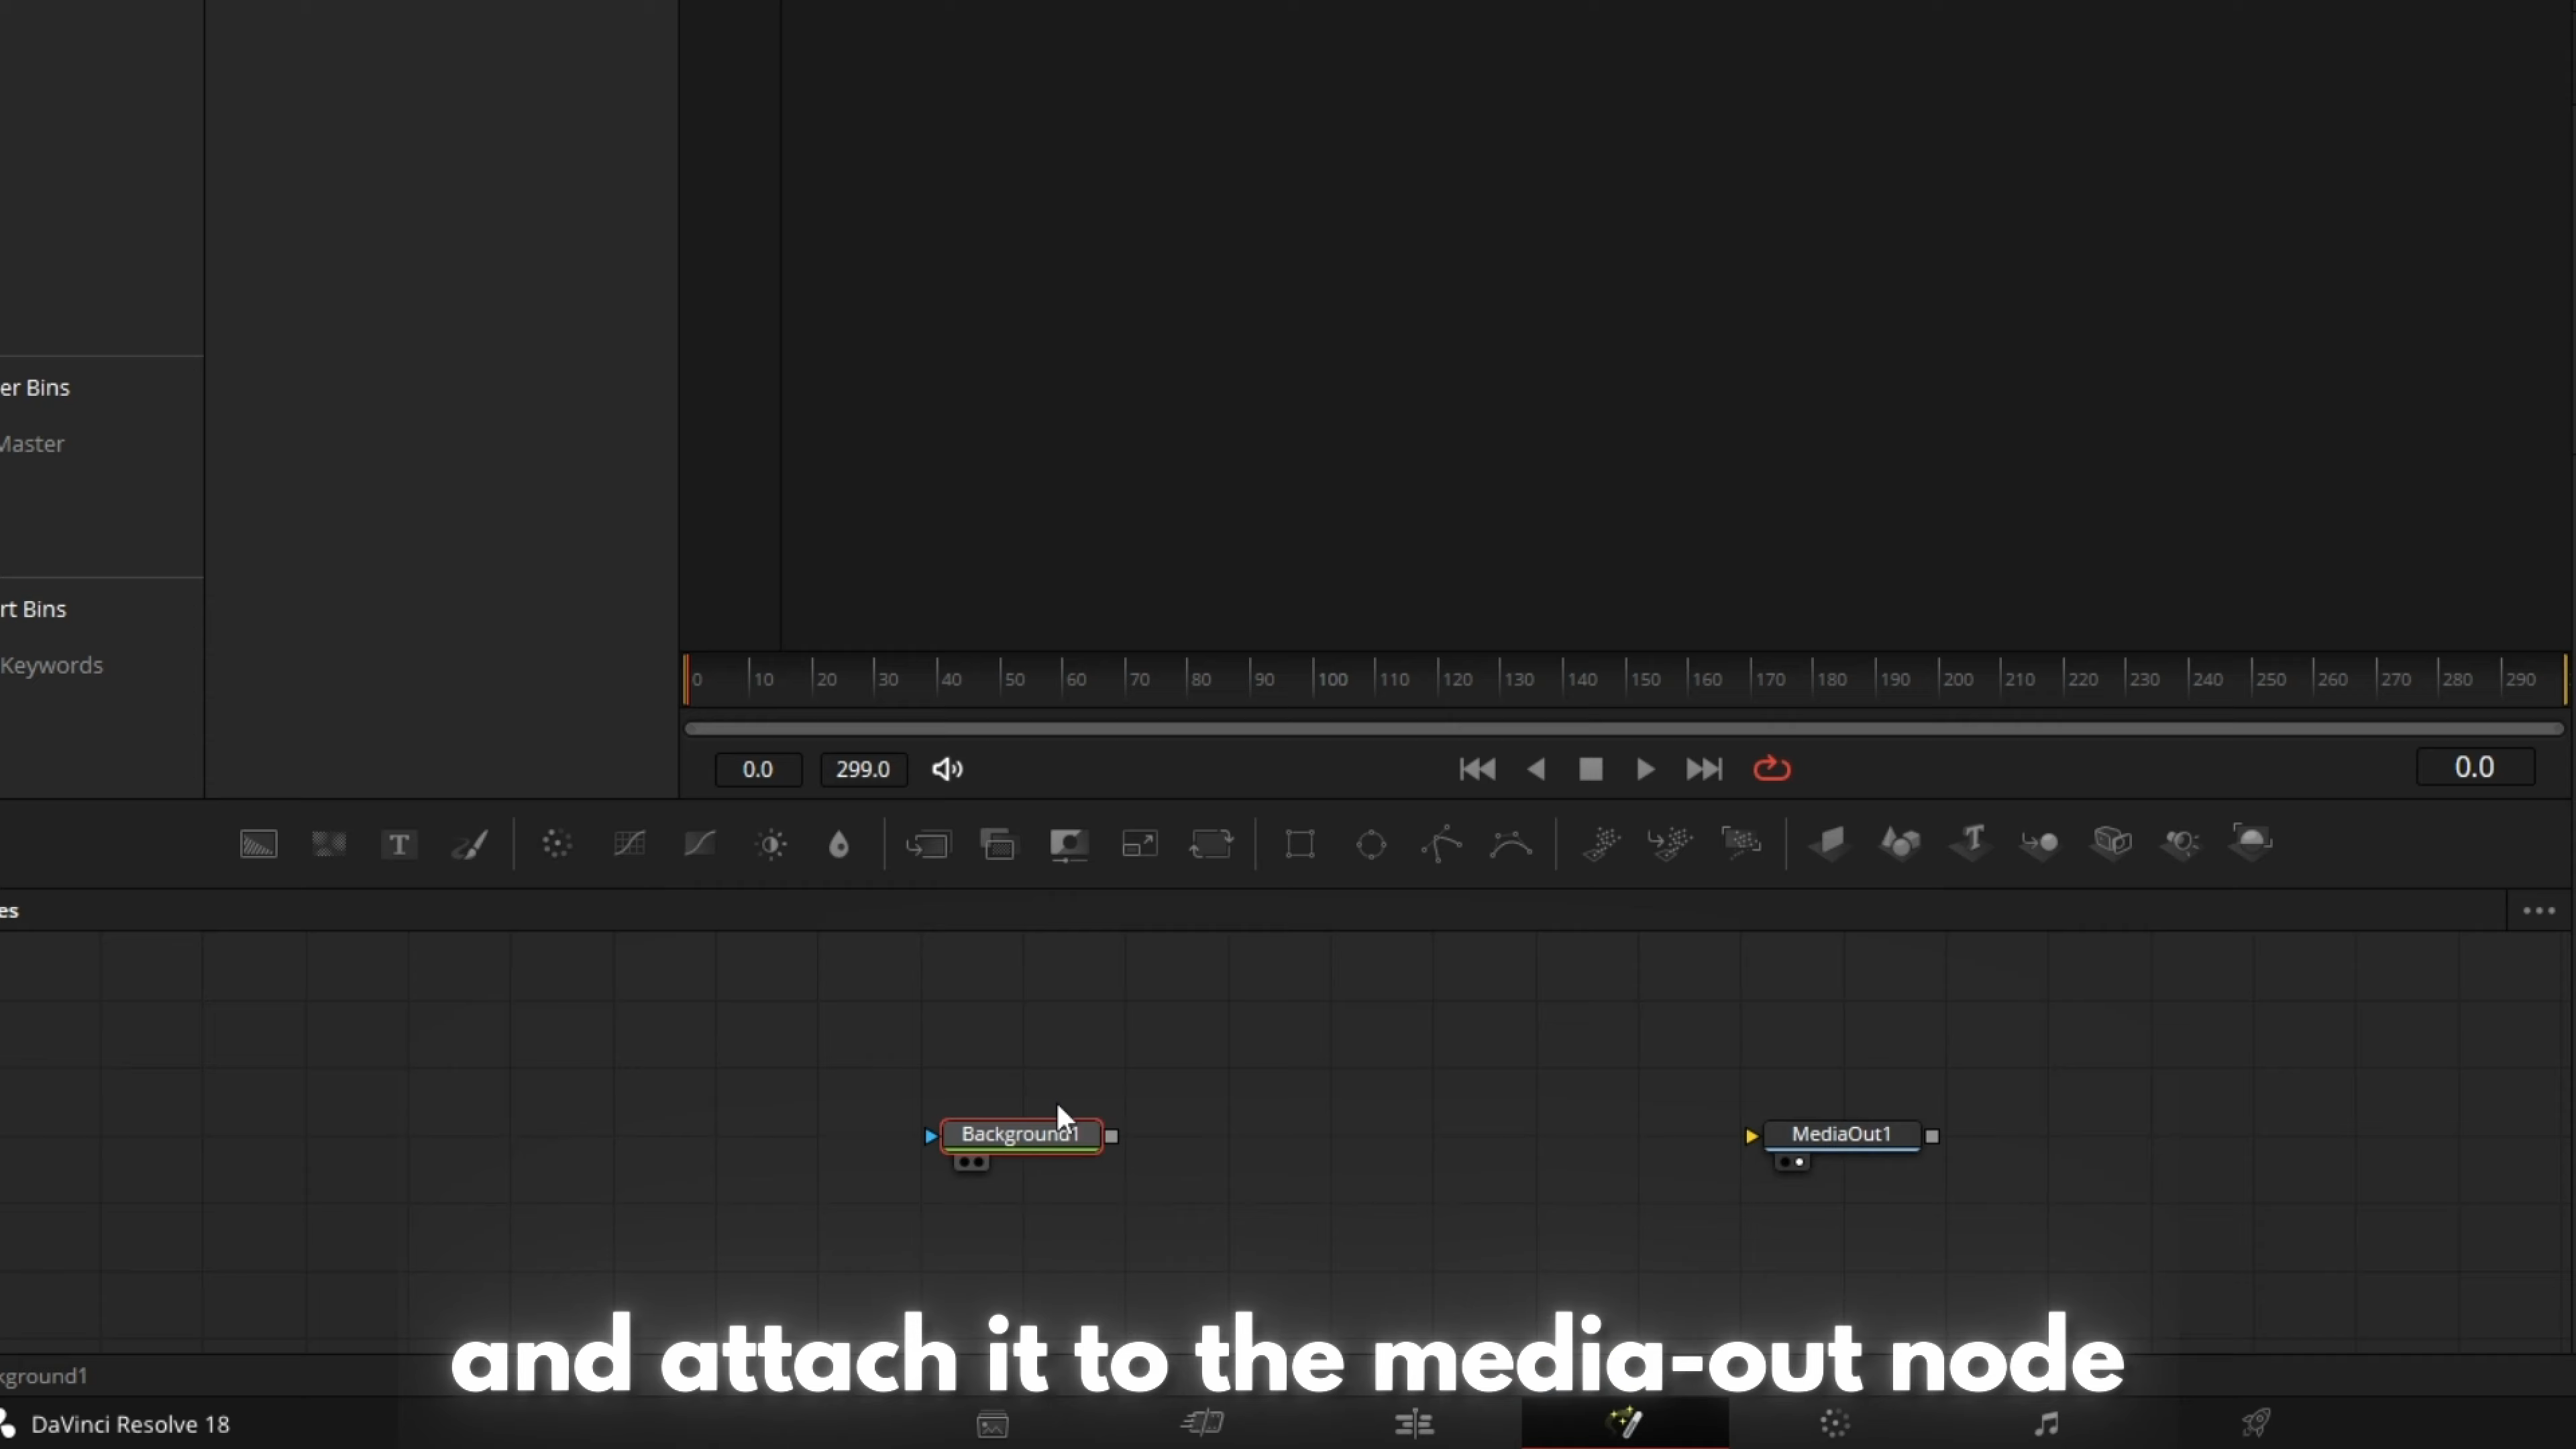 er Bins
Master
rt Bins
Keywords
0 10 20 30 40 50 60 70 80 90 100 110 120 130 140 150 160 170 180 190 200 210 220 230 240 250 260 270 280 290
0.0 299.0 0.0
T T
es
Background1 MediaOut1
and attach it to the media-out node
kground1
DaVinci Resolve 18